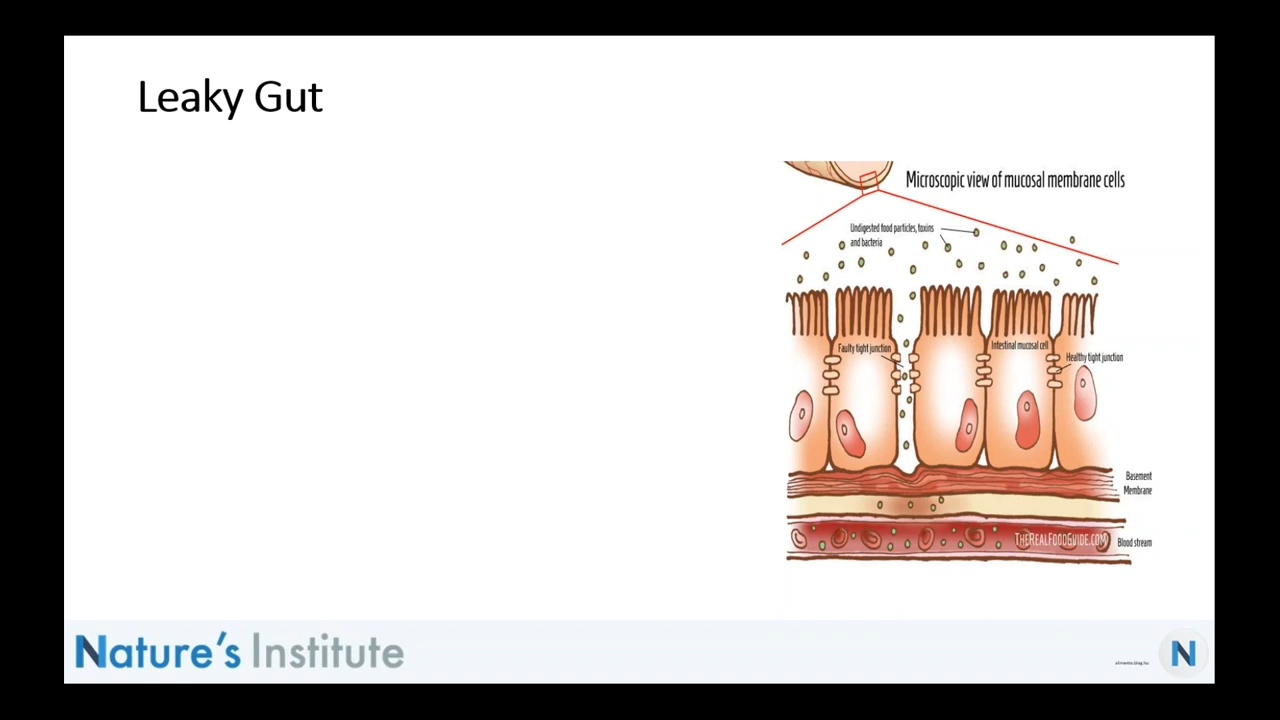 Leaky Gut
Microscopic view of mucosal membrane cells
Undigested food particles, toxins
and bacteria
Faulty tight junction
Intestinal mucosal cell
Healthy tight junction
Basement
Membrane
THEREALFOODGUIDE.COM
Blood stream
Nature's Institute
N